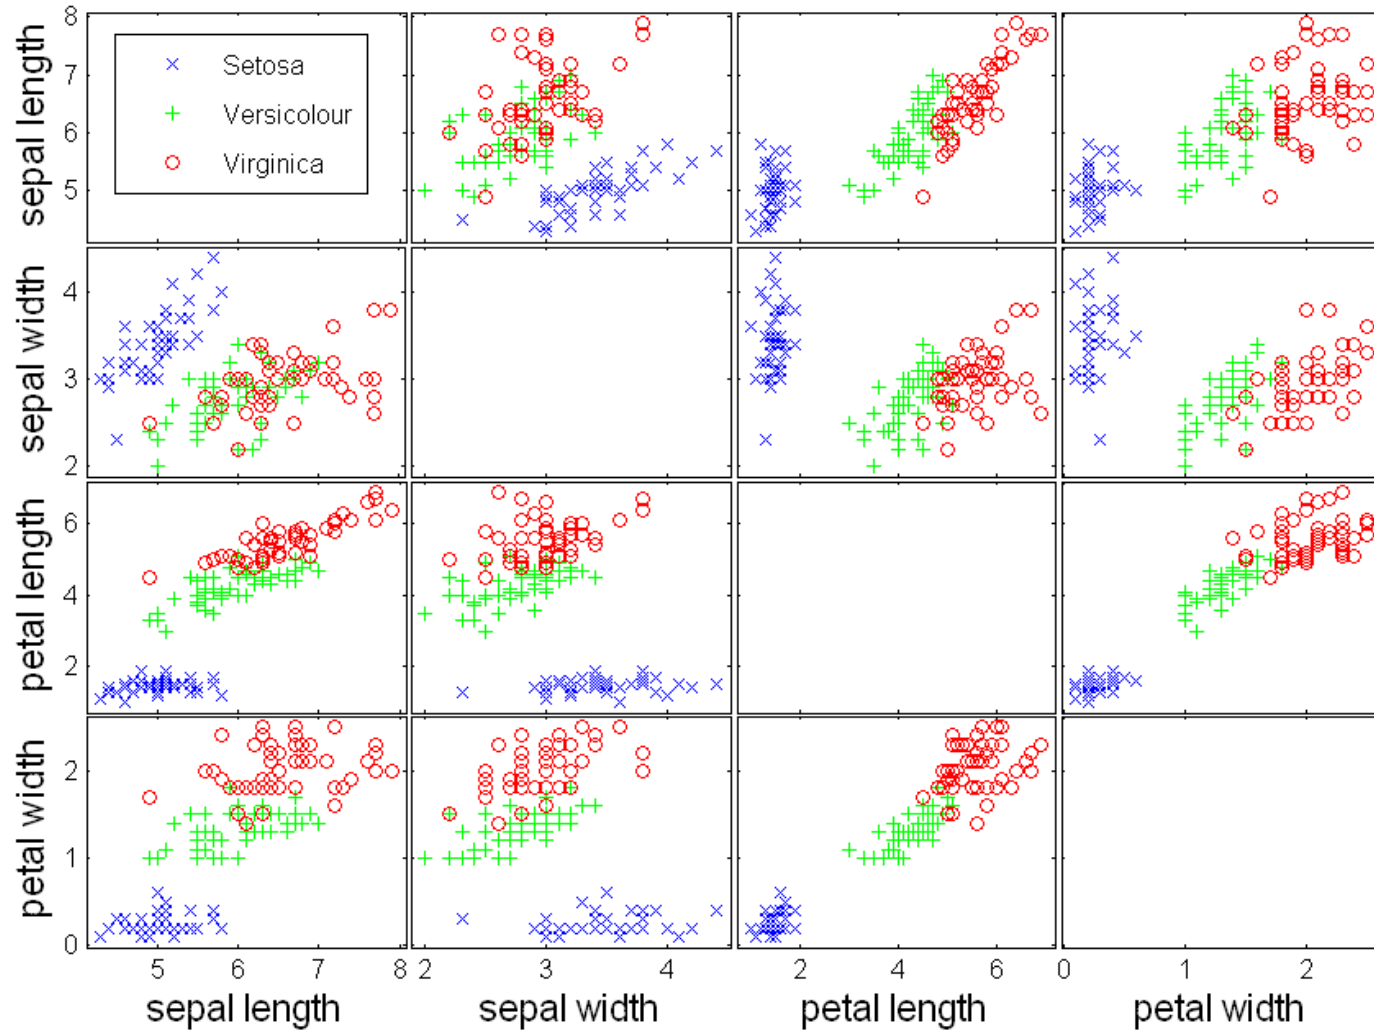 8
7
6
5
sepal length
Setosa
Versicolour
Virginica
4
3
2
sepal width
6
4
2
petal length
2
1
0
petal width
5 6 7 8 2 3 4 2 4 6 0 1 2
sepal length sepal width petal length petal width